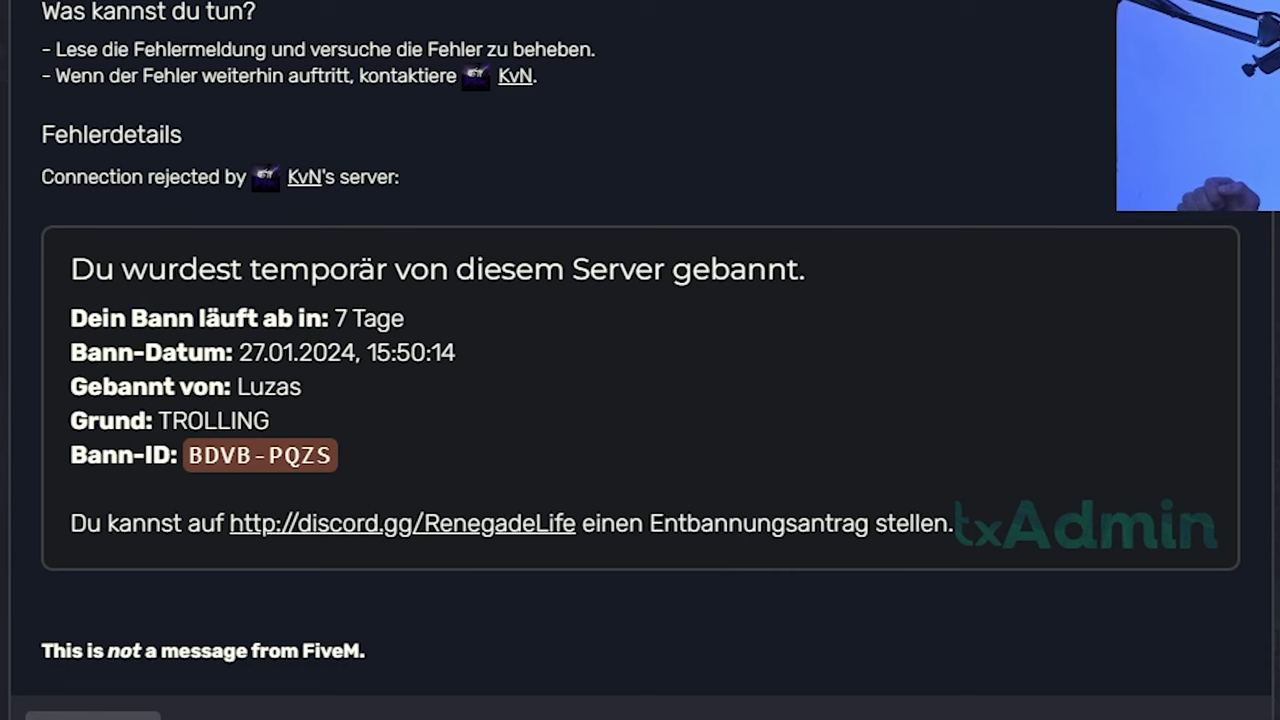 Was kannst du tun?
- Lese die Fehlermeldung und versuche die Fehler zu beheben.
- Wenn der Fehler weiterhin auftritt, kontaktiere KvN.
Fehlerdetails
Connection rejected by KvN's server:
Du wurdest temporär von diesem Server gebannt.
Dein Bann läuft ab in: 7 Tage
Bann-Datum: 27.01.2024, 15:50:14
Gebannt von: Luzas
Grund: TROLLING
Bann-ID: BDVB-PQZS
Du kannst auf http://discord.gg/RenegadeLife einen Entbannungsantrag stellen.
txAdmin
This is not a message from FiveM.